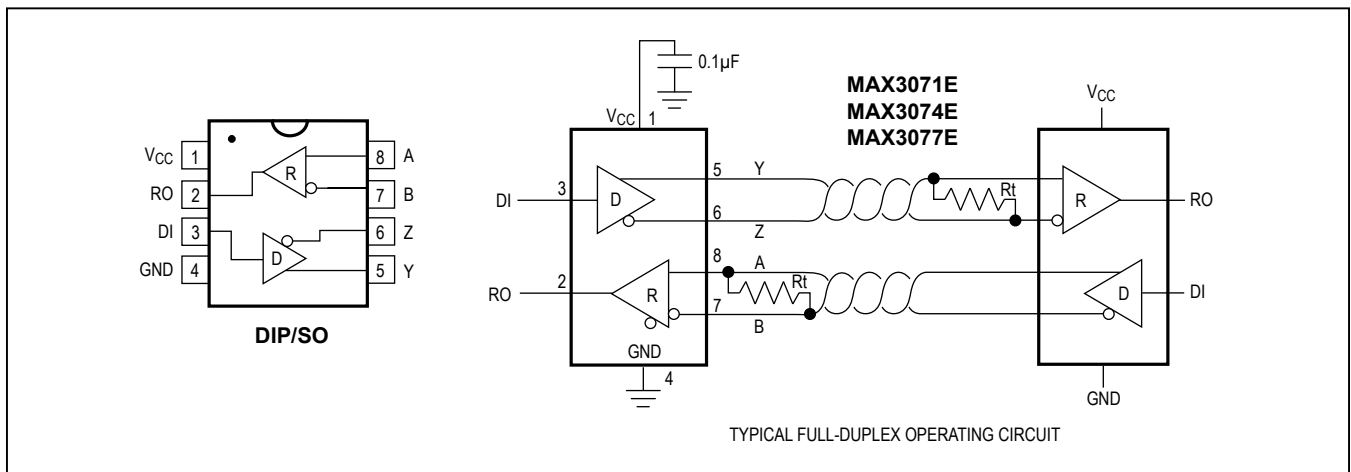 VCC 1
RO 2
DI 3
GND 4
R
D
8 A
7 B
6 Z
5 Y
DIP/SO
0.1µF
VCC 1
MAX3071E
MAX3074E
MAX3077E
VCC
DI 3
D
5 Y
6
Z
Rt
R
RO
RO 2
R
8
A
Rt
7
B
D
DI
GND
4
GND
TYPICAL FULL-DUPLEX OPERATING CIRCUIT